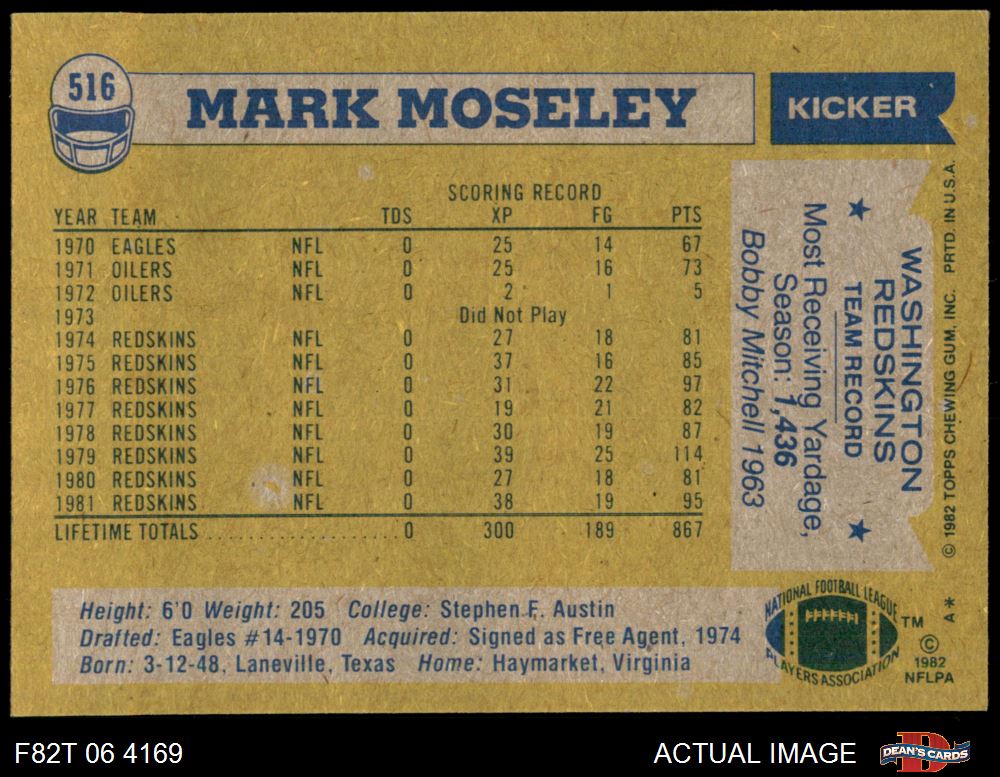 516
MARK MOSELEY
KICKER
SCORING RECORD
YEAR TEAM TDS XP FG PTS
1970 EAGLES NFL 0 25 14 67
1971 OILERS NFL 0 25 16 73
1972 OILERS NFL 0 2 1 5
1973 Did Not Play
1974 REDSKINS NFL 0 27 18 81
1975 REDSKINS NFL 0 37 16 85
1976 REDSKINS NFL 0 31 22 97
1977 REDSKINS NFL 0 19 21 82
1978 REDSKINS NFL 0 30 19 87
1979 REDSKINS NFL 0 39 25 114
1980 REDSKINS NFL 0 27 18 81
1981 REDSKINS NFL 0 38 19 95
LIFETIME TOTALS ..................... 0 300 189 867
WASHINGTON
REDSKINS
★ TEAM RECORD ★
Most Receiving Yardage,
Season: 1,436
Bobby Mitchell 1963
© 1982 TOPPS CHEWING GUM, INC. PRTD. IN U.S.A.
A*
Height: 6'0 Weight: 205 College: Stephen F. Austin
Drafted: Eagles #14-1970 Acquired: Signed as Free Agent, 1974
Born: 3-12-48, Laneville, Texas Home: Haymarket, Virginia
NATIONAL FOOTBALL LEAGUE
PLAYERS ASSOCIATION
TM
©
1982
NFLPA
F82T 06 4169
ACTUAL IMAGE
D
DEAN'S CARDS